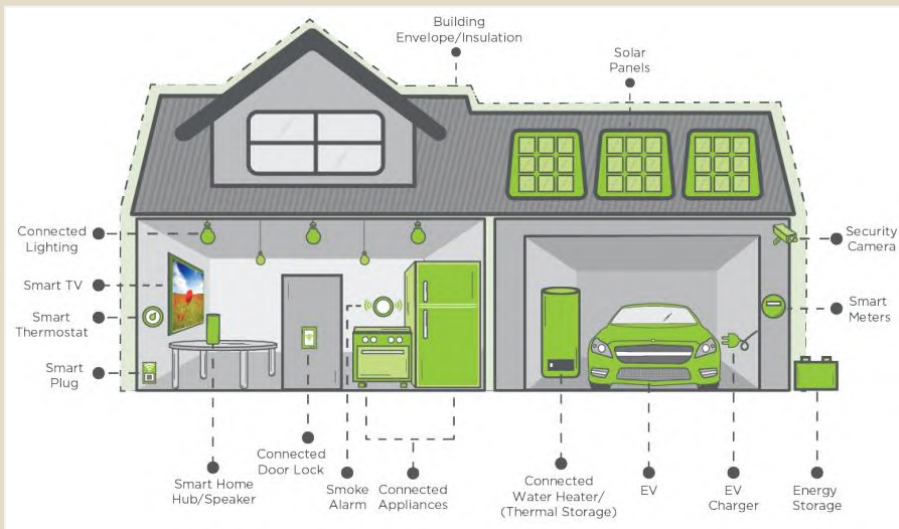 Building
Envelope/Insulation
Solar
Panels
Connected
Lighting
Smart TV
Smart
Thermostat
Smart
Plug
Security
Camera
Smart
Meters
Smart Home
Hub/Speaker
Connected
Door Lock
Smoke
Alarm
Connected
Appliances
Connected
Water Heater/
(Thermal Storage)
EV
EV
Charger
Energy
Storage